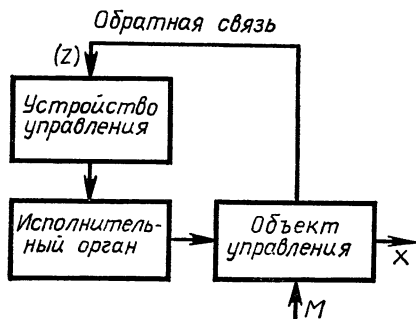 Обратная связь
(Z)
Устройство
управления
Исполнитель-
ный орган
Объект
управления
X
M